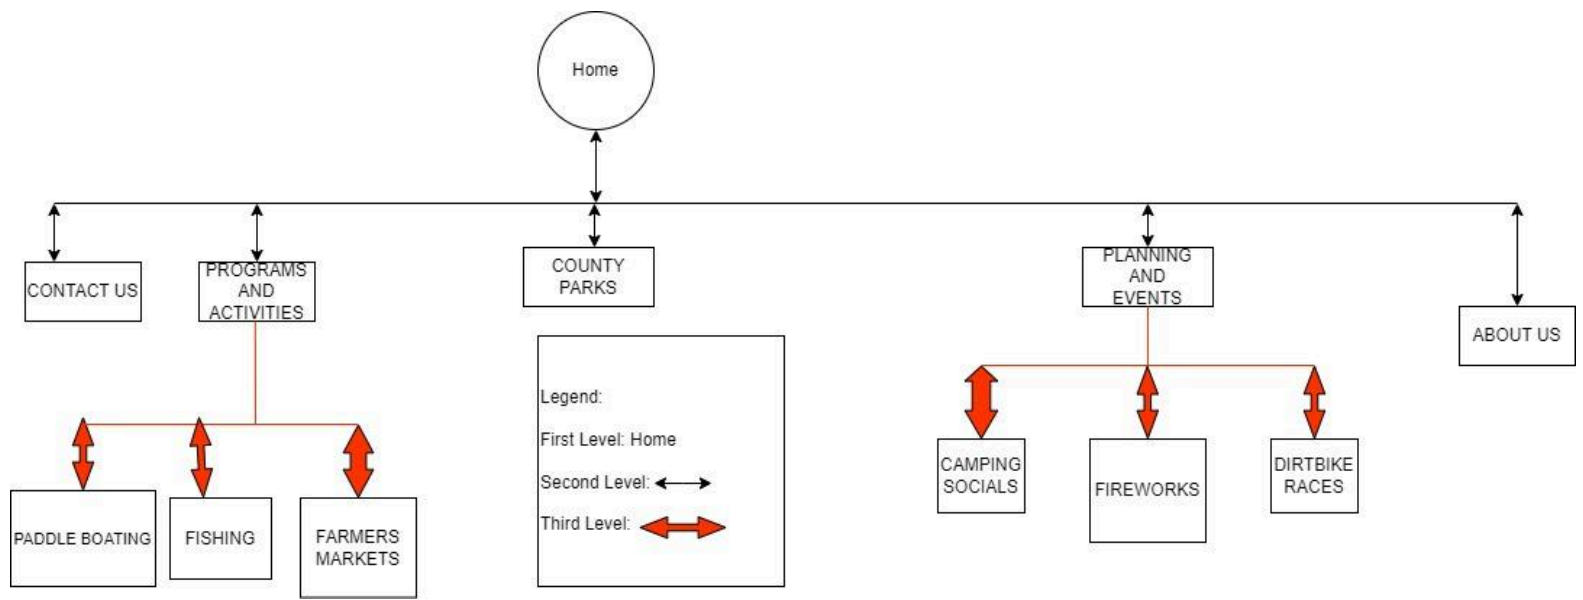 Home
CONTACT US
PROGRAMS
AND
ACTIVITIES
COUNTY
PARKS
PLANNING
AND
EVENTS
ABOUT US
Legend:
First Level: Home
Second Level:
Third Level:
PADDLE BOATING
FISHING
FARMERS
MARKETS
CAMPING
SOCIALS
FIREWORKS
DIRTBIKE
RACES